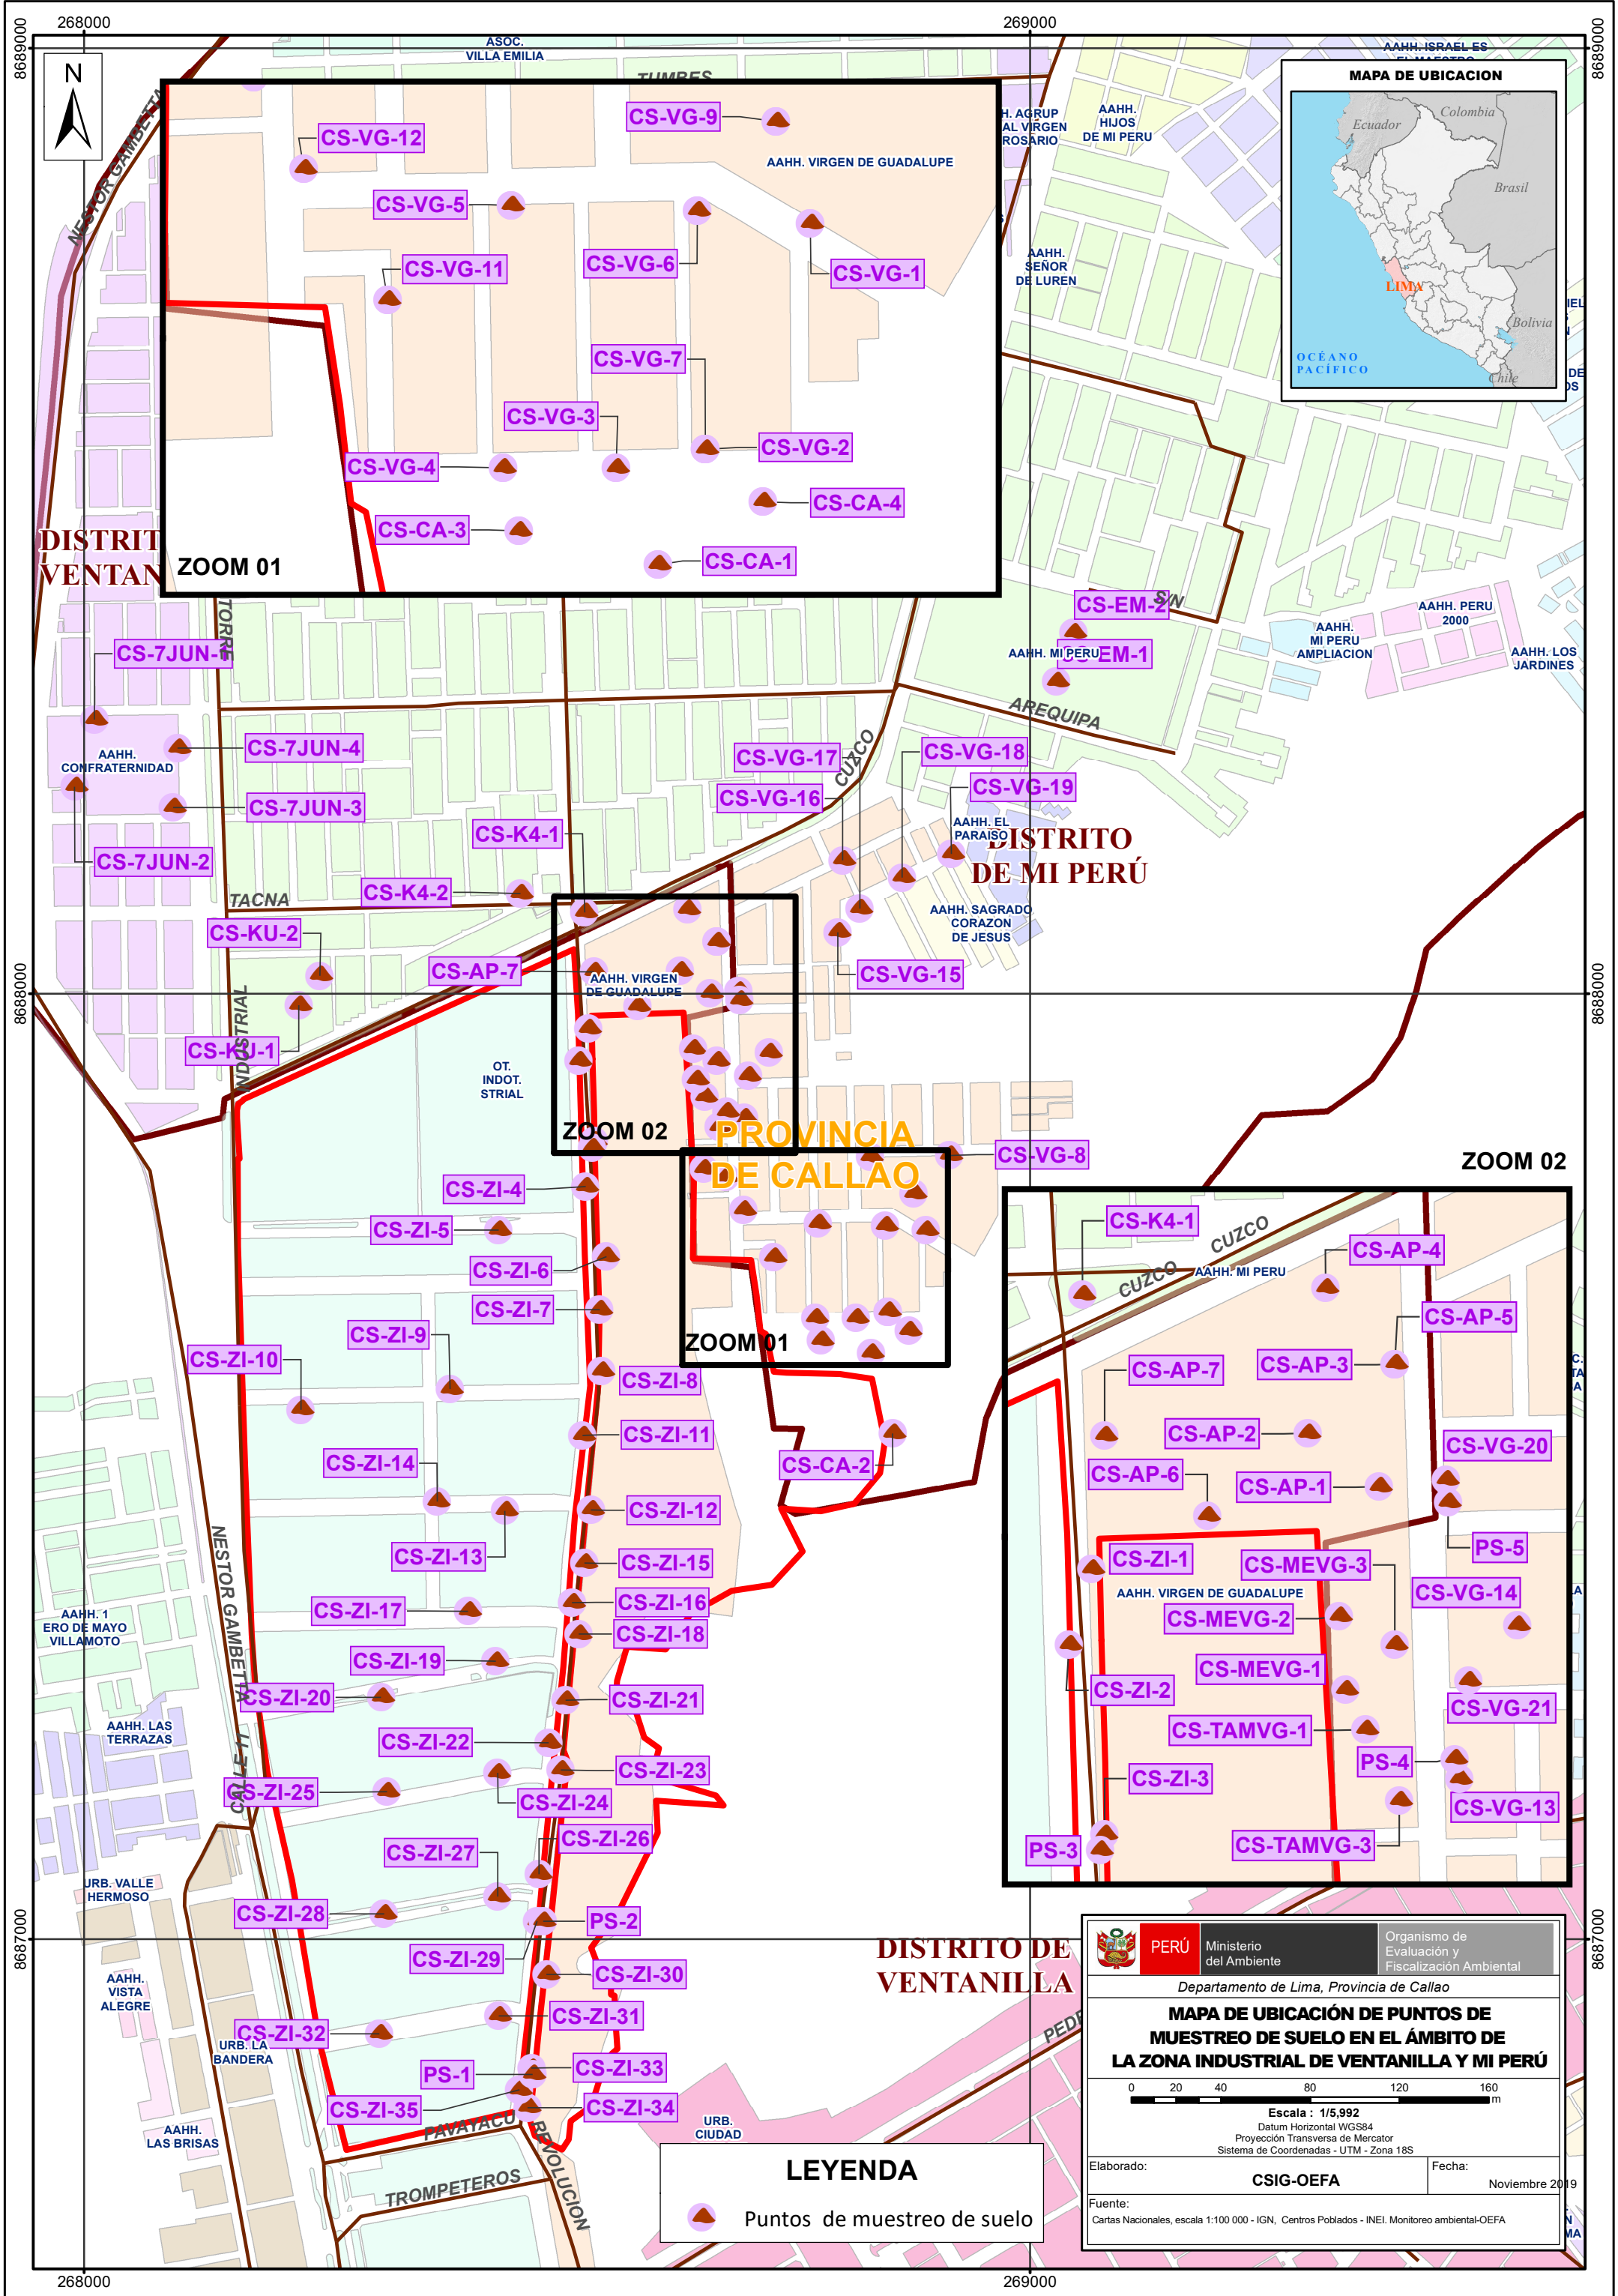 268000
269000
8689000
8689000
N
ASOC.
VILLA EMILIA
TUMBES
NESTOR GAMBETTA
AAHH. ISRAEL ES
MAPA DE UBICACION
Ecuador
Colombia
Brasil
LIMA
Bolivia
OCÉANO
PACÍFICO
Chile
H. AGRUP
AL VIRGEN
ROSARIO
AAHH.
HIJOS
DE MI PERU
AAHH.
SEÑOR
DE LUREN
CS-VG-9
CS-VG-12
AAHH. VIRGEN DE GUADALUPE
CS-VG-5
CS-VG-6
CS-VG-11
CS-VG-1
CS-VG-7
CS-VG-3
CS-VG-2
CS-VG-4
CS-CA-4
CS-CA-3
CS-CA-1
ZOOM 01
DISTRIT
VENTAN
TORRE
CS-EM-2
S/N
CS-EM-1
AAHH. MI PERU
AAHH. PERU
2000
AAHH.
MI PERU
AMPLIACION
AAHH. LOS
JARDINES
AREQUIPA
CS-7JUN-1
CS-7JUN-4
AAHH.
CONFRATERNIDAD
CS-7JUN-3
CS-7JUN-2
CUZCO
CS-VG-17
CS-VG-18
CS-VG-16
CS-VG-19
AAHH. EL
PARAISO
DISTRITO
DE MI PERÚ
CS-K4-1
CS-K4-2
TACNA
CS-KU-2
AAHH. SAGRADO
CORAZON
DE JESUS
CS-AP-7
CS-VG-15
AAHH. VIRGEN
DE GUADALUPE
8688000
8688000
CS-KU-1
INDUSTRIAL
OT.
INDOT.
STRIAL
ZOOM 02
PROVINCIA
DE CALLAO
CS-VG-8
CS-ZI-4
CS-ZI-5
CS-ZI-6
CS-ZI-7
CS-ZI-9
CS-ZI-10
ZOOM 01
CS-ZI-8
CS-ZI-11
CS-ZI-14
CS-CA-2
CS-ZI-12
CS-ZI-13
CS-ZI-15
CS-ZI-17
CS-ZI-16
CS-ZI-18
CS-ZI-19
CS-ZI-20
CS-ZI-21
CS-ZI-22
CS-ZI-23
CS-ZI-25
CS-ZI-24
CS-ZI-26
CS-ZI-27
CS-ZI-28
PS-2
CS-ZI-29
CS-ZI-30
CS-ZI-31
CS-ZI-32
CS-ZI-33
PS-1
CS-ZI-35
CS-ZI-34
NESTOR GAMBETTA
CALLE 17
AAHH. 1
ERO DE MAYO
VILLAMOTO
AAHH. LAS
TERRAZAS
URB. VALLE
HERMOSO
AAHH.
VISTA
ALEGRE
URB. LA
BANDERA
AAHH.
LAS BRISAS
PAVAYACU
TROMPETEROS
REVOLUCION
ZOOM 02
CS-K4-1
CUZCO
CUZCO
AAHH. MI PERU
CS-AP-4
CS-AP-5
CS-AP-7
CS-AP-3
CS-AP-2
CS-VG-20
CS-AP-6
CS-AP-1
PS-5
CS-ZI-1
CS-MEVG-3
AAHH. VIRGEN DE GUADALUPE
CS-VG-14
CS-MEVG-2
CS-MEVG-1
CS-ZI-2
CS-VG-21
CS-TAMVG-1
PS-4
CS-ZI-3
CS-VG-13
CS-TAMVG-3
PS-3
DISTRITO DE
VENTANILLA
8687000
8687000
URB.
CIUDAD
LEYENDA
Puntos de muestreo de suelo
PERÚ
Ministerio
del Ambiente
Organismo de
Evaluación y
Fiscalización Ambiental
Departamento de Lima, Provincia de Callao
MAPA DE UBICACIÓN DE PUNTOS DE
MUESTREO DE SUELO EN EL ÁMBITO DE
LA ZONA INDUSTRIAL DE VENTANILLA Y MI PERÚ
0 20 40 80 120 160
m
Escala : 1/5,992
Datum Horizontal WGS84
Proyección Transversa de Mercator
Sistema de Coordenadas - UTM - Zona 18S
Elaborado:
CSIG-OEFA
Fecha:
Noviembre 2019
Fuente:
Cartas Nacionales, escala 1:100 000 - IGN, Centros Poblados - INEI. Monitoreo ambiental-OEFA
268000
269000